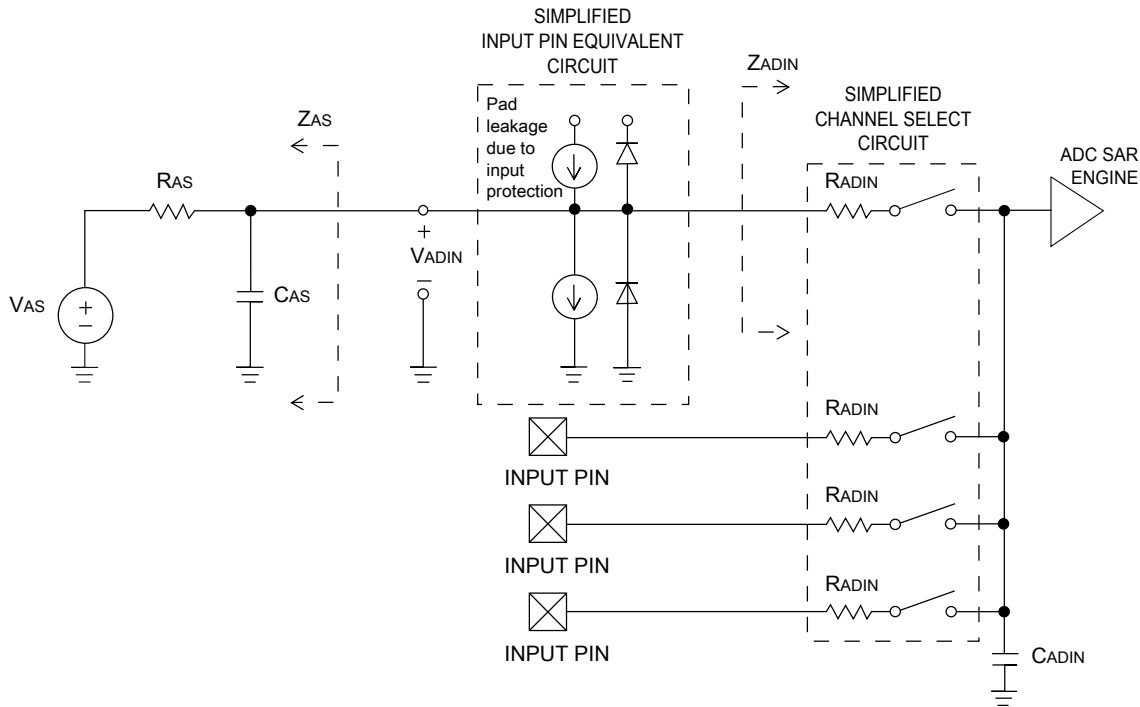 SIMPLIFIED
INPUT PIN EQUIVALENT
CIRCUIT
ZADIN
Pad
leakage
due to
input
protection
SIMPLIFIED
CHANNEL SELECT
CIRCUIT
ZAS
ADC SAR
ENGINE
RAS
RADIN
+
VADIN
−
CAS
VAS
+
−
RADIN
INPUT PIN
RADIN
INPUT PIN
RADIN
INPUT PIN
CADIN